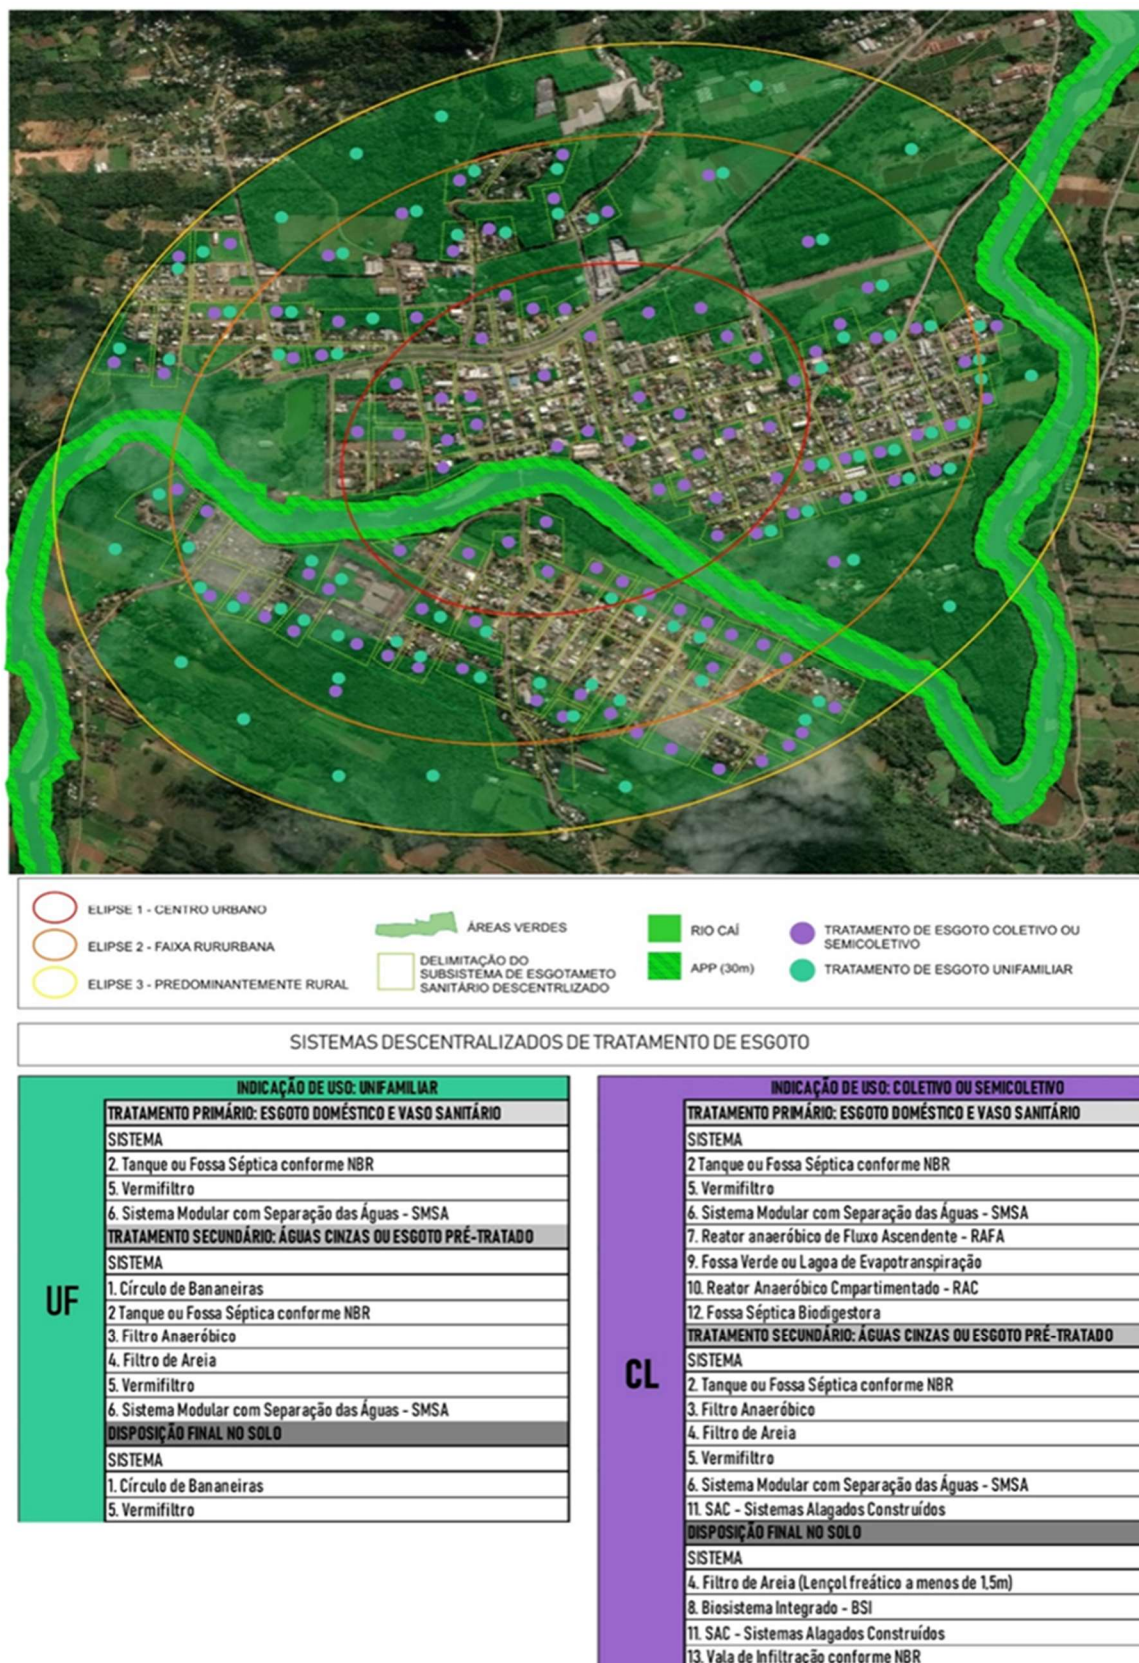 ELIPSE 1 - CENTRO URBANO
ELIPSE 2 - FAIXA RURURBANA
ELIPSE 3 - PREDOMINANTEMENTE RURAL
ÁREAS VERDES
DELIMITAÇÃO DO
SUBSISTEMA DE ESGOTAMETO
SANITÁRIO DESCENTRLIZADO
RIO CAÍ
APP (30m)
TRATAMENTO DE ESGOTO COLETIVO OU
SEMICOLETIVO
TRATAMENTO DE ESGOTO UNIFAMILIAR
SISTEMAS DESCENTRALIZADOS DE TRATAMENTO DE ESGOTO
UF
INDICAÇÃO DE USO: UNIFAMILIAR
TRATAMENTO PRIMÁRIO: ESGOTO DOMÉSTICO E VASO SANITÁRIO
SISTEMA
2. Tanque ou Fossa Séptica conforme NBR
5. Vermifiltro
6. Sistema Modular com Separação das Águas - SMSA
TRATAMENTO SECUNDÁRIO: ÁGUAS CINZAS OU ESGOTO PRÉ-TRATADO
SISTEMA
1. Círculo de Bananeiras
2 Tanque ou Fossa Séptica conforme NBR
3. Filtro Anaeróbico
4. Filtro de Areia
5. Vermifiltro
6. Sistema Modular com Separação das Águas - SMSA
DISPOSIÇÃO FINAL NO SOLO
SISTEMA
1. Círculo de Bananeiras
5. Vermifiltro
CL
INDICAÇÃO DE USO: COLETIVO OU SEMICOLETIVO
TRATAMENTO PRIMÁRIO: ESGOTO DOMÉSTICO E VASO SANITÁRIO
SISTEMA
2 Tanque ou Fossa Séptica conforme NBR
5. Vermifiltro
6. Sistema Modular com Separação das Águas - SMSA
7. Reator anaeróbico de Fluxo Ascendente - RAFA
9. Fossa Verde ou Lagoa de Evapotranspiração
10. Reator Anaeróbico Cmpartimentado - RAC
12. Fossa Séptica Biodigestora
TRATAMENTO SECUNDÁRIO: ÁGUAS CINZAS OU ESGOTO PRÉ-TRATADO
SISTEMA
2. Tanque ou Fossa Séptica conforme NBR
3. Filtro Anaeróbico
4. Filtro de Areia
5. Vermifiltro
6. Sistema Modular com Separação das Águas - SMSA
11. SAC - Sistemas Alagados Construídos
DISPOSIÇÃO FINAL NO SOLO
SISTEMA
4. Filtro de Areia (Lençol freático a menos de 1,5m)
8. Biosistema Integrado - BSI
11. SAC - Sistemas Alagados Construídos
13. Vala de Infiltração conforme NBR